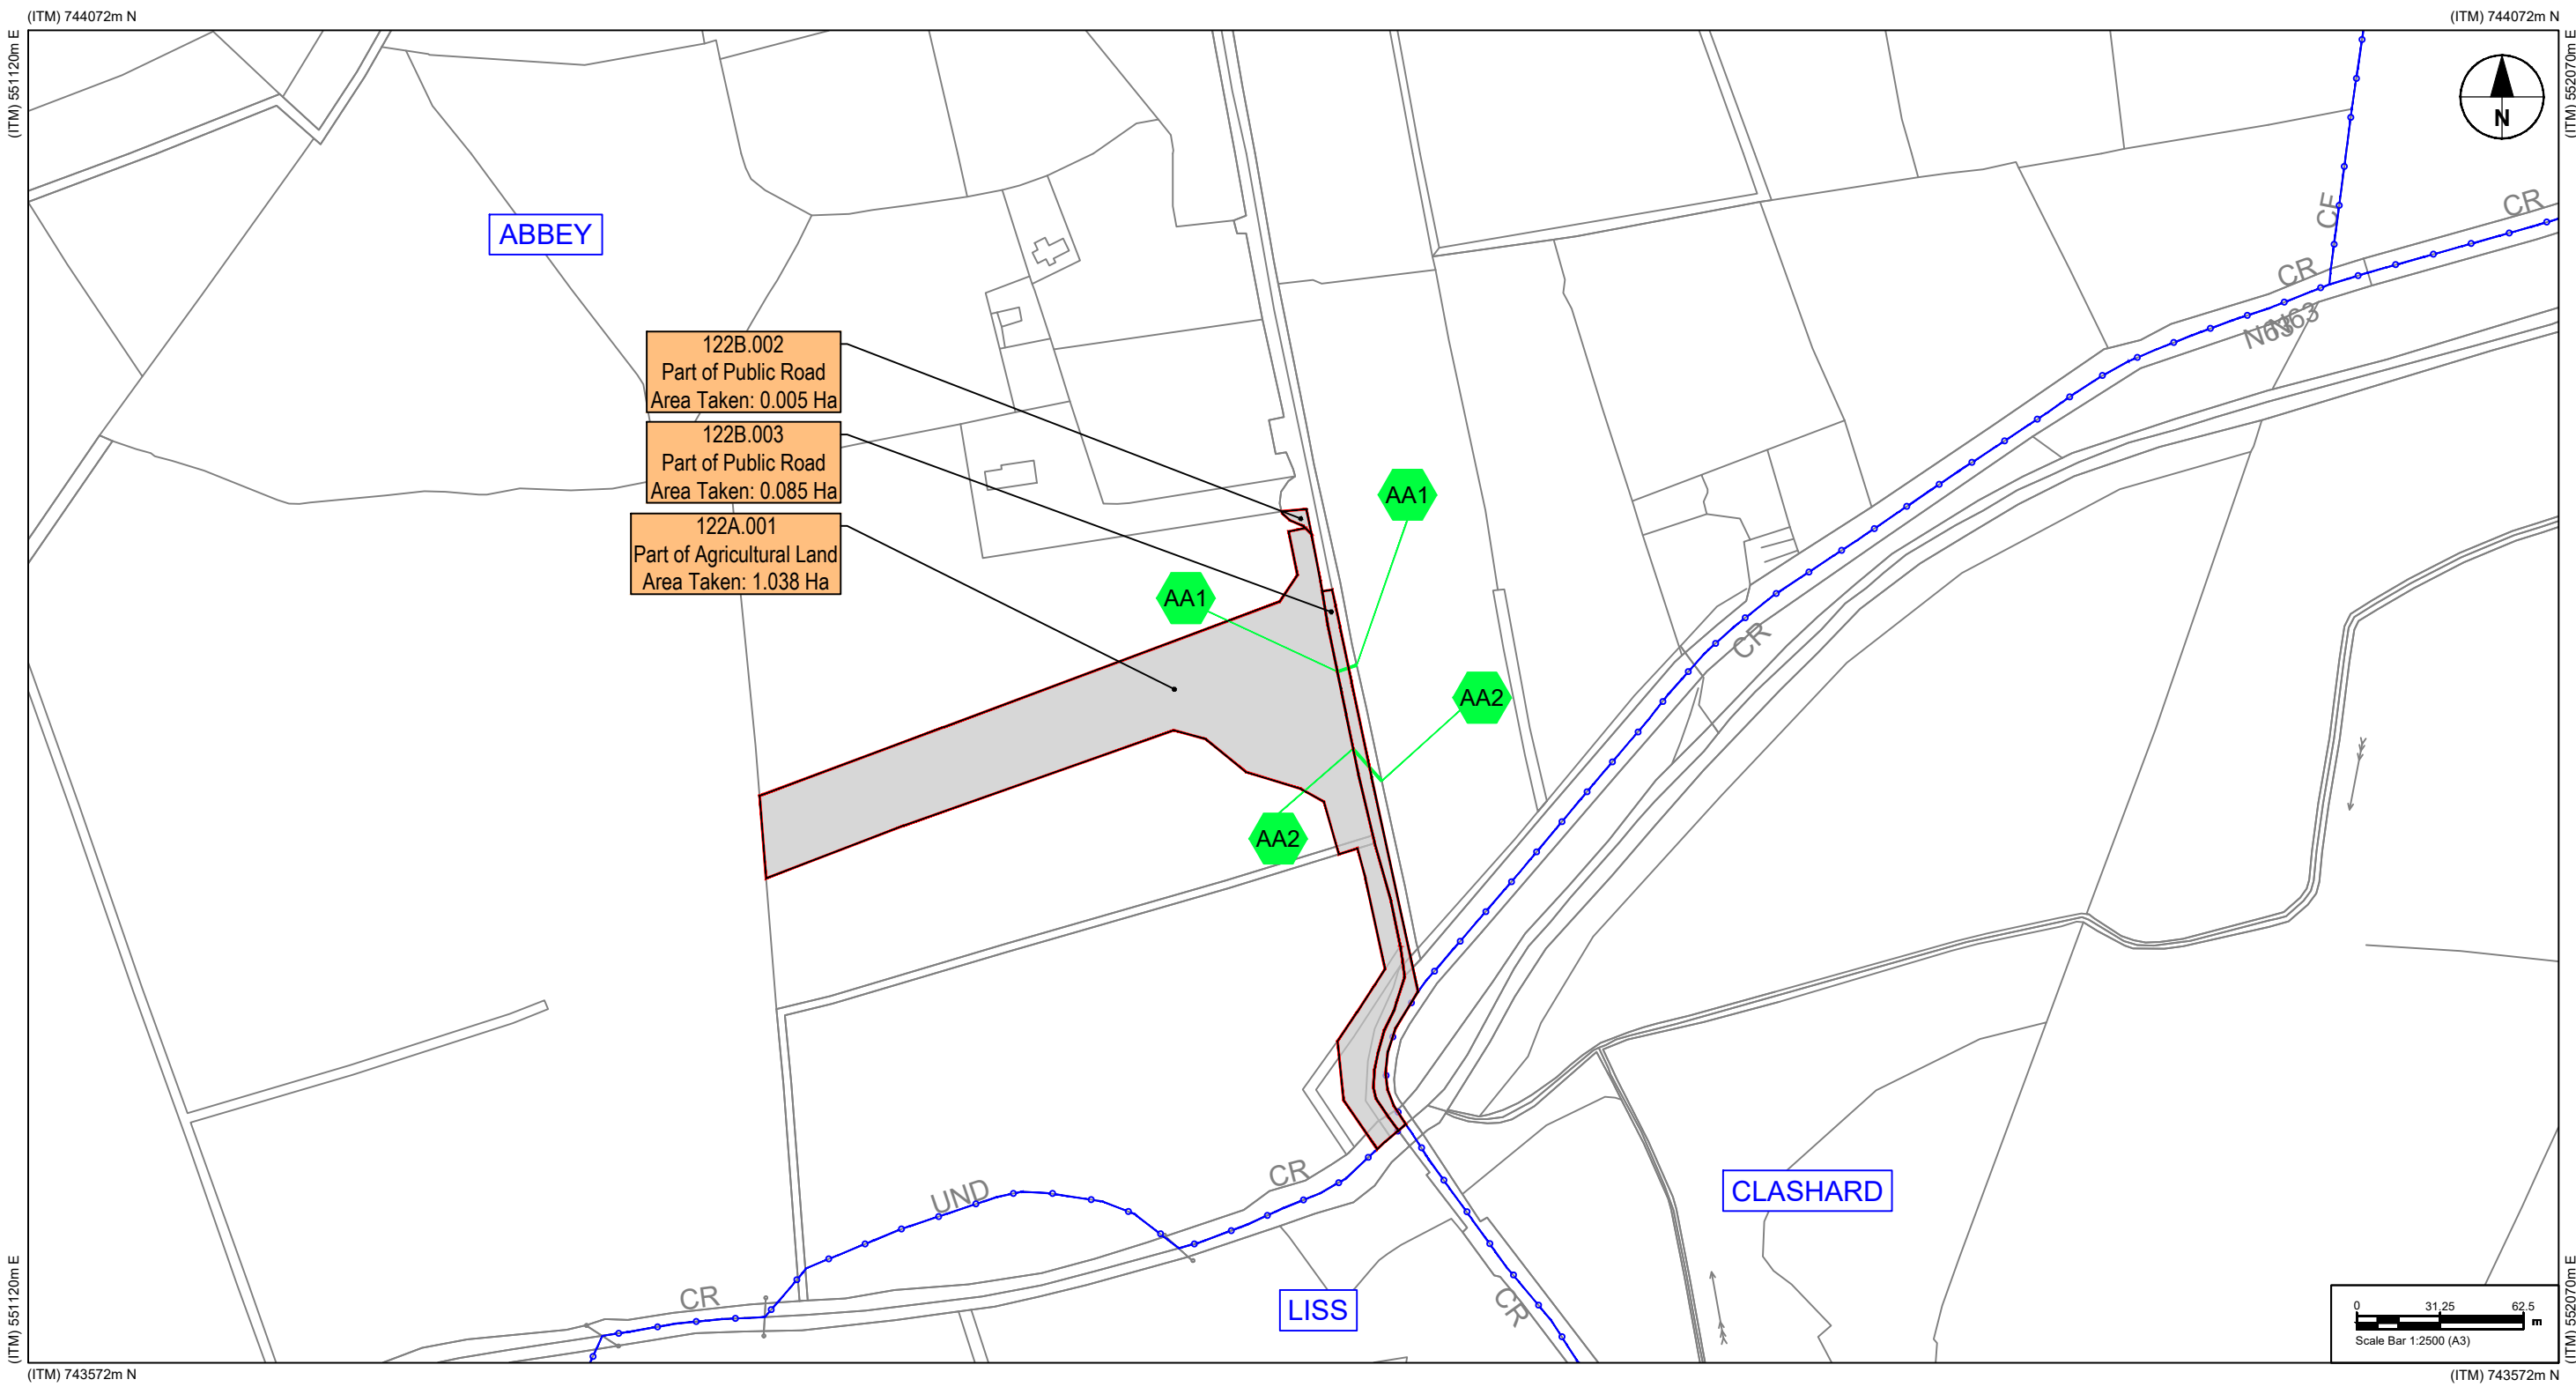 (ITM) 744072m N
(ITM) 744072m N
(ITM) 551120m E
(ITM) 552070m E
N
ABBEY
CF
CR
CR
N63
N63
122B.002
Part of Public Road
Area Taken: 0.005 Ha
122B.003
Part of Public Road
Area Taken: 0.085 Ha
122A.001
Part of Agricultural Land
Area Taken: 1.038 Ha
AA1
AA1
CR
AA2
AA2
CR
UND
CLASHARD
CR
LISS
CR
0 31.25 62.5
m
Scale Bar 1:2500 (A3)
(ITM) 551120m E
(ITM) 552070m E
(ITM) 743572m N
(ITM) 743572m N